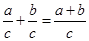 a/c + b/c = (a+b)/c